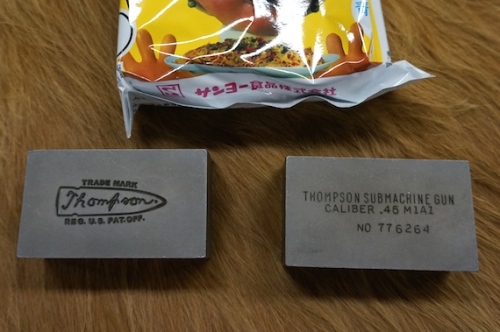 サンヨー食品株式会社
TRADE MARK
Thompson.
REG. U.S. PAT. OFF.
THOMPSON SUBMACHINE GUN
CALIBER .45 M1A1
NO 776264